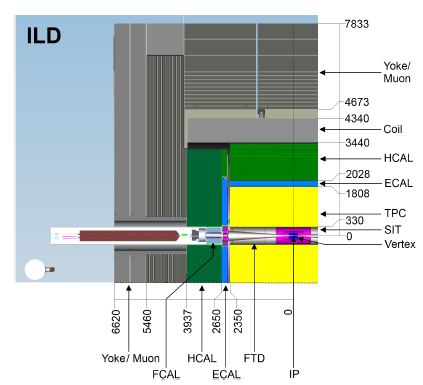 ILD
7833
Yoke/
Muon
4673
4340
Coil
3440
HCAL
2028
ECAL
1808
TPC
330
SIT
0
Vertex
6620
5460
3937
2650
2350
0
Yoke/ Muon
HCAL
FTD
FCAL
ECAL
IP